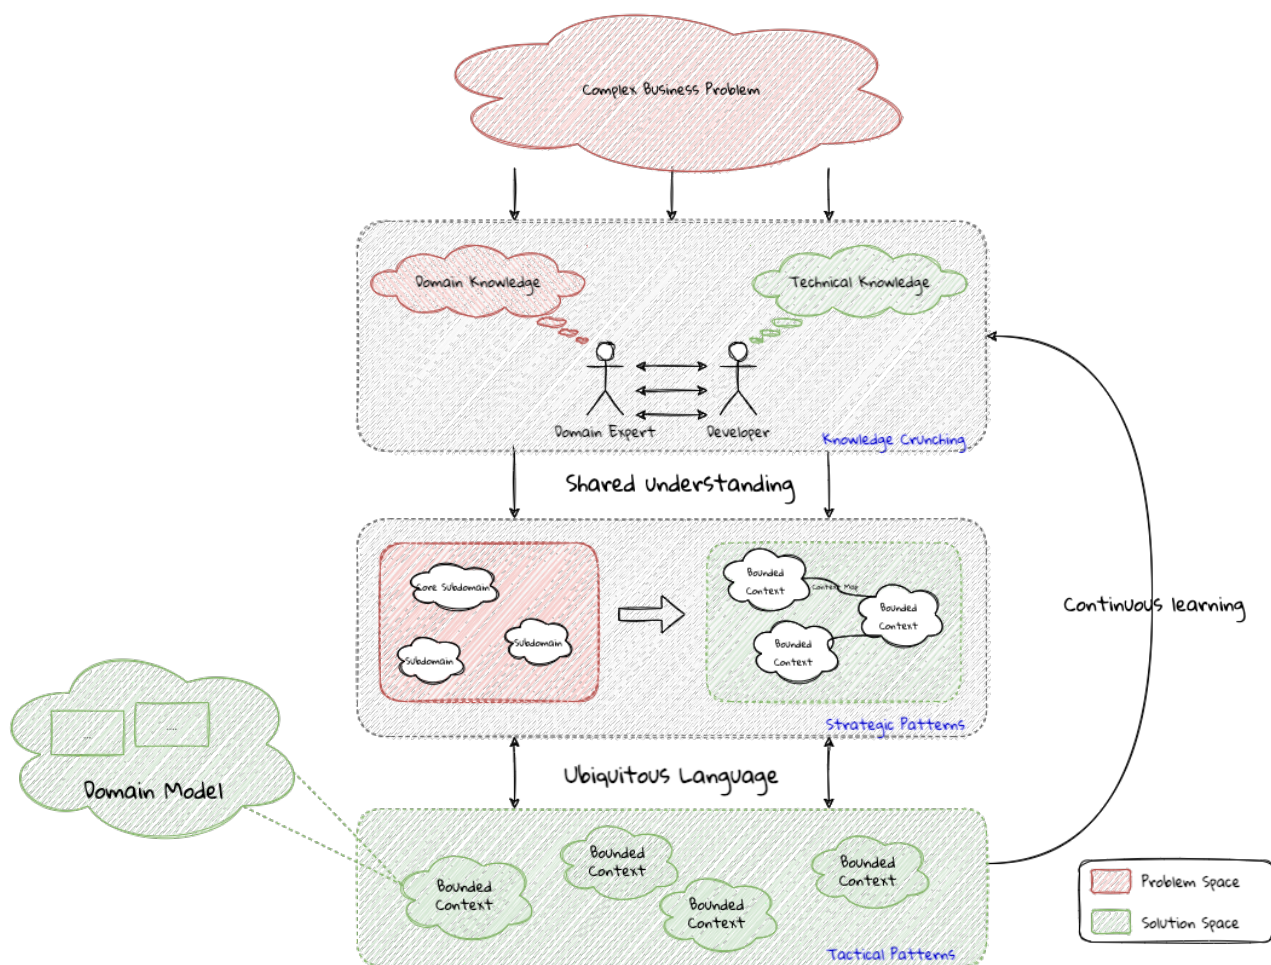 Complex Business Problem
Domain Knowledge
Technical Knowledge
Domain Expert
Developer
Knowledge Crunching
Shared understanding
Core Subdomain
Subdomain
Subdomain
Bounded
Context
Context Map
Bounded
Context
Bounded
Context
Strategic Patterns
Continuous learning
...
....
Domain Model
Ubiquitous Language
Bounded
Context
Bounded
Context
Bounded
Context
Bounded
Context
Tactical Patterns
Problem Space
Solution Space